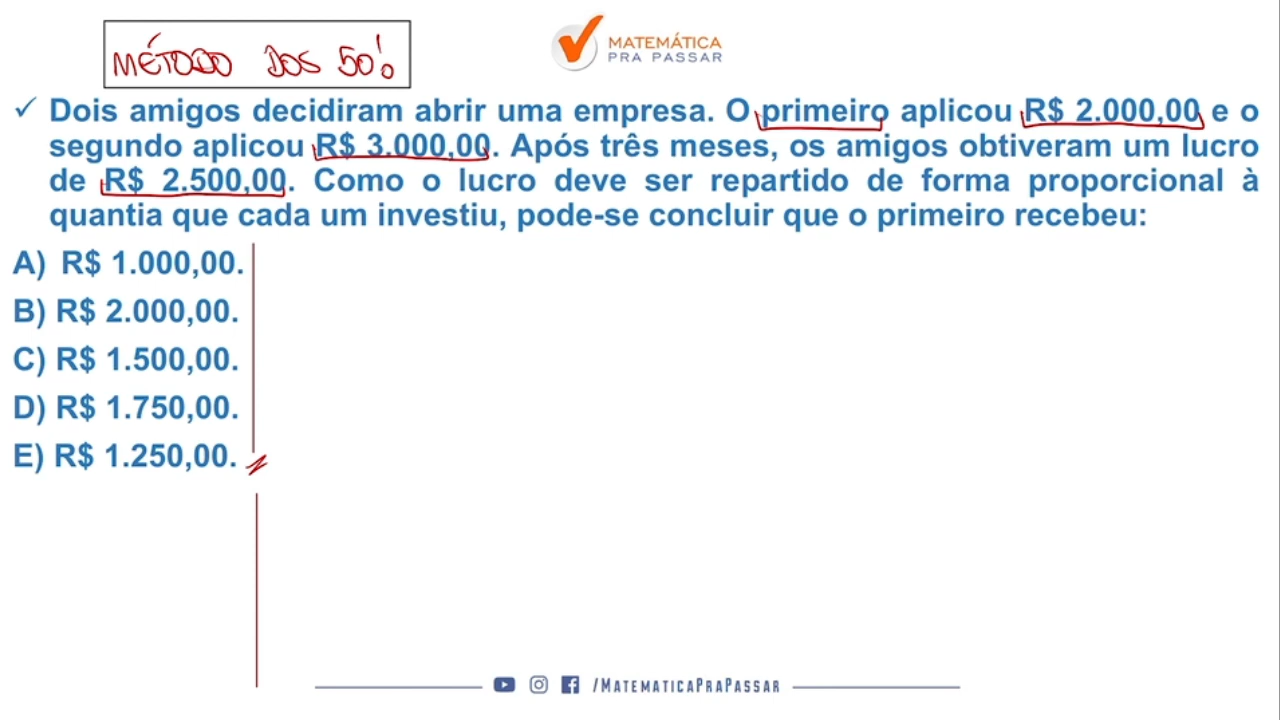 MÉTODO DOS 50%
MATEMÁTICA
PRA PASSAR
✓ Dois amigos decidiram abrir uma empresa. O primeiro aplicou R$ 2.000,00 e o
segundo aplicou R$ 3.000,00. Após três meses, os amigos obtiveram um lucro
de R$ 2.500,00. Como o lucro deve ser repartido de forma proporcional à
quantia que cada um investiu, pode-se concluir que o primeiro recebeu:
A) R$ 1.000,00.
B) R$ 2.000,00.
C) R$ 1.500,00.
D) R$ 1.750,00.
E) R$ 1.250,00.
/MATEMATICAPRAPASSAR